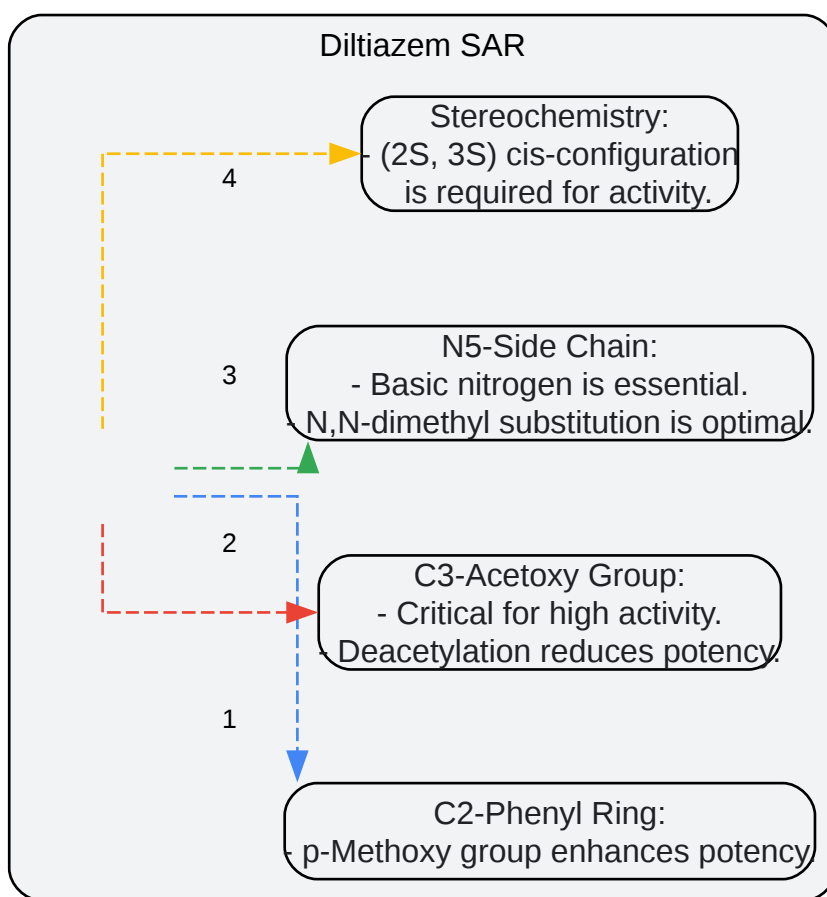 Diltiazem SAR
Stereochemistry:
- (2S, 3S) cis-configuration
is required for activity.
4
N5-Side Chain:
3
- Basic nitrogen is essential.
- N,N-dimethyl substitution is optimal.
2
C3-Acetoxy Group:
- Critical for high activity.
- Deacetylation reduces potency.
1
C2-Phenyl Ring:
- p-Methoxy group enhances potency.